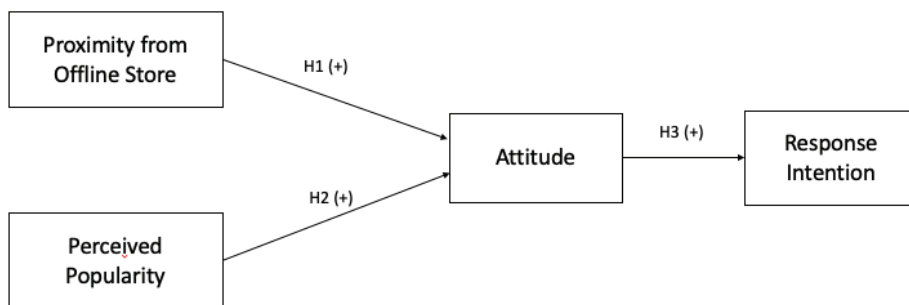 Proximity from
Offline Store
H1 (+)
Attitude
H3 (+)
Response
Intention
H2 (+)
Perceived
Popularity